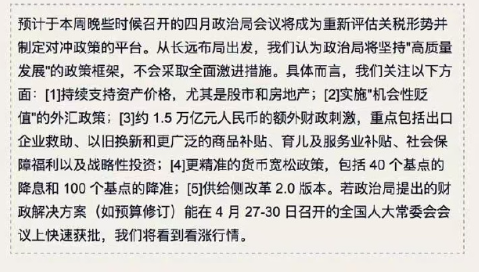 预计于本周晚些时候召开的四月政治局会议将成为重新评估关税形势并
制定对冲政策的平台。从长远布局出发，我们认为政治局将坚持"高质量
发展"的政策框架，不会采取全面激进措施。具体而言，我们关注以下方
面：[1]持续支持资产价格，尤其是股市和房地产；[2]实施"机会性贬
值"的外汇政策；[3]约 1.5 万亿元人民币的额外财政刺激，重点包括出口
企业救助、以旧换新和更广泛的商品补贴、育儿及服务业补贴、社会保
障福利以及战略性投资；[4]更精准的货币宽松政策，包括 40 个基点的
降息和 100 个基点的降准；[5]供给侧改革 2.0 版本。若政治局提出的财
政解决方案（如预算修订）能在 4 月 27-30 日召开的全国人大常委会会
议上快速获批，我们将看到看涨行情。